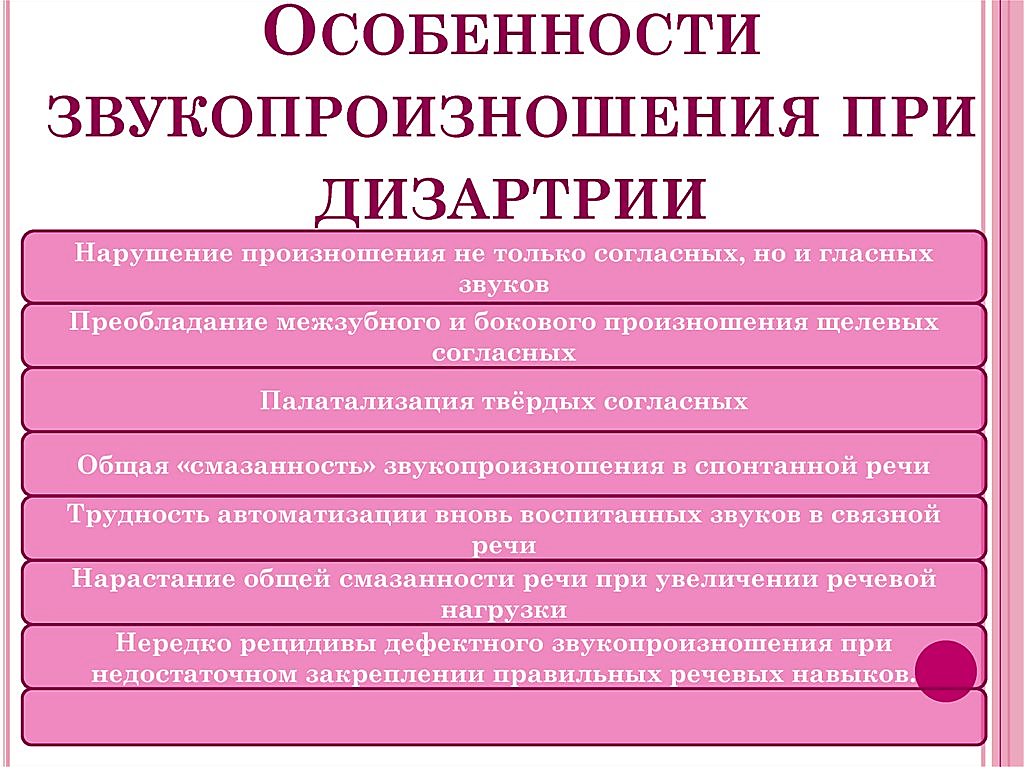 Особенности
звукопроизношения при
дизартрии
Нарушение произношения не только согласных, но и гласных
звуков
Преобладание межзубного и бокового произношения щелевых
согласных
Палатализация твёрдых согласных
Общая «смазанность» звукопроизношения в спонтанной речи
Трудность автоматизации вновь воспитанных звуков в связной
речи
Нарастание общей смазанности речи при увеличении речевой
нагрузки
Нередко рецидивы дефектного звукопроизношения при
недостаточном закреплении правильных речевых навыков.